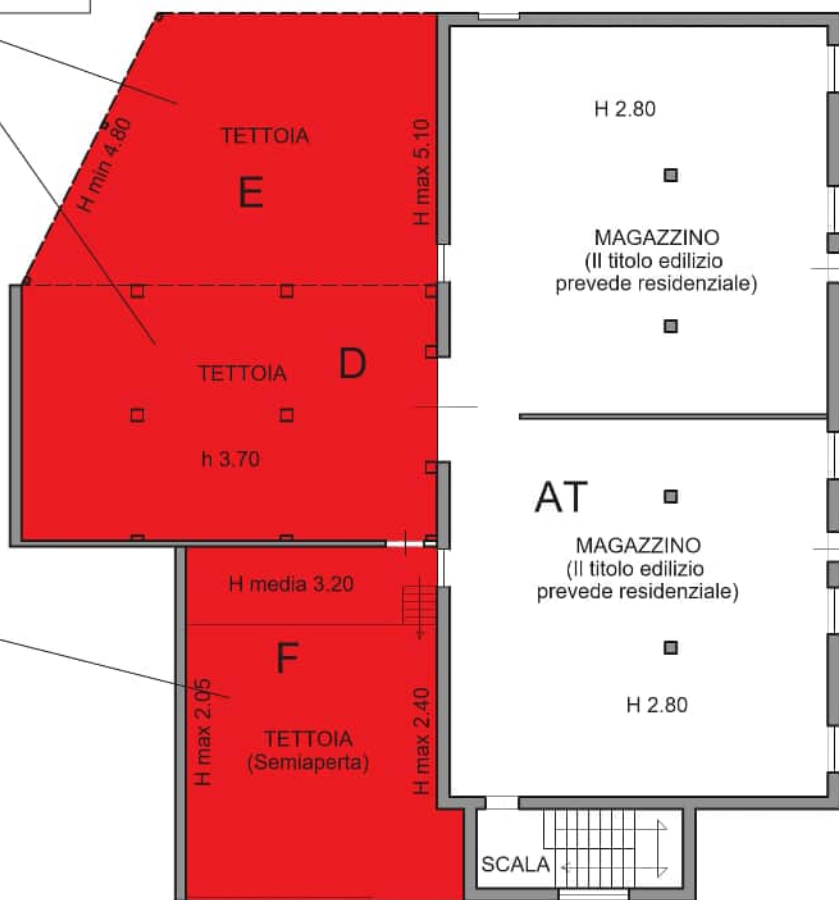 TETTOIA
E
H min 4.80
H max 5.10
H 2.80
MAGAZZINO
(Il titolo edilizio
prevede residenziale)
TETTOIA
D
h 3.70
AT
MAGAZZINO
(Il titolo edilizio
prevede residenziale)
H 2.80
H media 3.20
F
H max 2.05
H max 2.40
TETTOIA
(Semiaperta)
SCALA